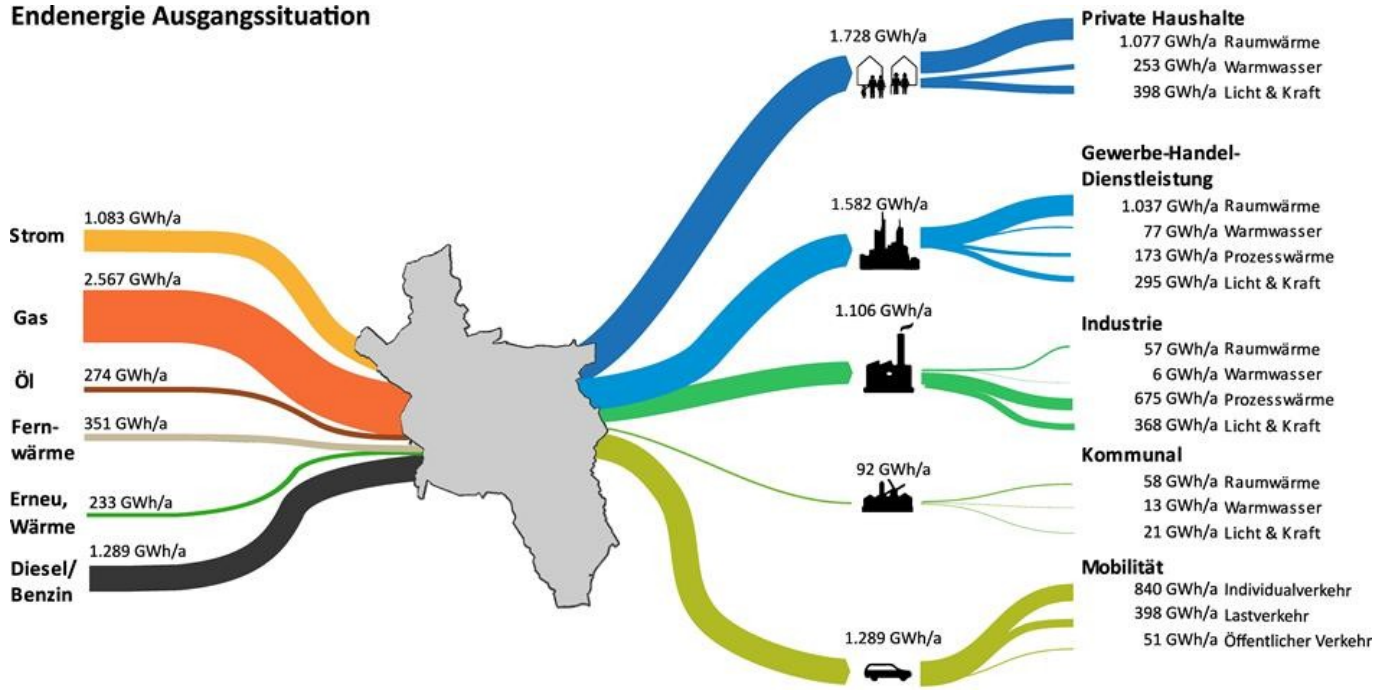 Endenergie Ausgangssituation
1.083 GWh/a
Strom
2.567 GWh/a
Gas
274 GWh/a
Öl
351 GWh/a
Fern-
wärme
233 GWh/a
Erneu,
Wärme
1.289 GWh/a
Diesel/
Benzin
1.728 GWh/a
Private Haushalte
1.077 GWh/a Raumwärme
253 GWh/a Warmwasser
398 GWh/a Licht & Kraft
1.582 GWh/a
Gewerbe-Handel-
Dienstleistung
1.037 GWh/a Raumwärme
77 GWh/a Warmwasser
173 GWh/a Prozesswärme
295 GWh/a Licht & Kraft
1.106 GWh/a
Industrie
57 GWh/a Raumwärme
6 GWh/a Warmwasser
675 GWh/a Prozesswärme
368 GWh/a Licht & Kraft
92 GWh/a
Kommunal
58 GWh/a Raumwärme
13 GWh/a Warmwasser
21 GWh/a Licht & Kraft
1.289 GWh/a
Mobilität
840 GWh/a Individualverkehr
398 GWh/a Lastverkehr
51 GWh/a Öffentlicher Verkehr